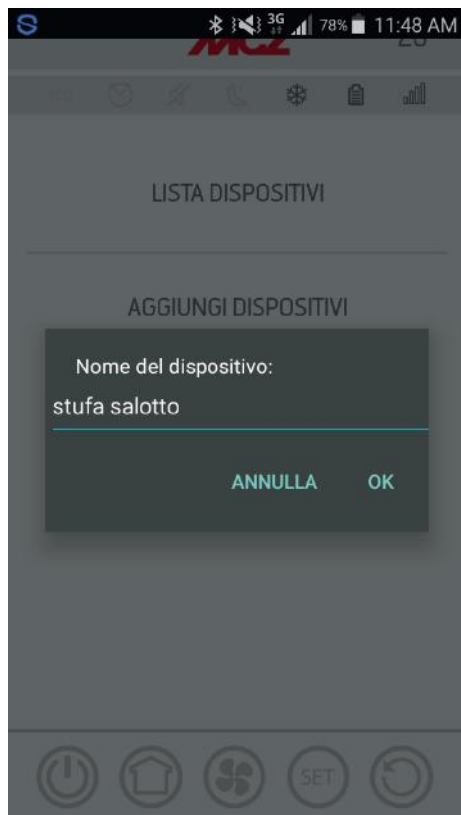 3G 78% 11:48 AM
MCZ
LISTA DISPOSITIVI
AGGIUNGI DISPOSITIVI
Nome del dispositivo:
stufa salotto
ANNULLA OK
SET